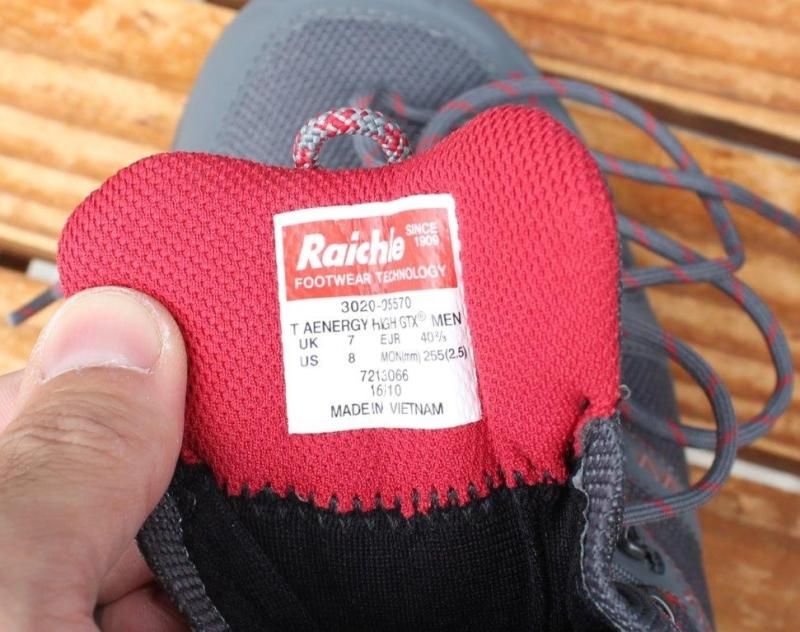 Raichle SINCE 1909
FOOTWEAR TECHNOLOGY
3020-05570
T AENERGY HIGH GTX® MEN
UK 7 EUR 40⅔
US 8 MON(mm) 255(2.5)
7213066
16/10
MADE IN VIETNAM